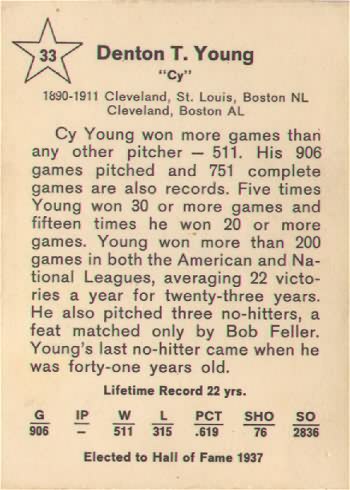 33
Denton T. Young
"Cy"
1890-1911 Cleveland, St. Louis, Boston NL
Cleveland, Boston AL
Cy Young won more games than
any other pitcher — 511. His 906
games pitched and 751 complete
games are also records. Five times
Young won 30 or more games and
fifteen times he won 20 or more
games. Young won more than 200
games in both the American and Na-
tional Leagues, averaging 22 victo-
ries a year for twenty-three years.
He also pitched three no-hitters, a
feat matched only by Bob Feller.
Young's last no-hitter came when he
was forty-one years old.
Lifetime Record 22 yrs.
G IP W L PCT SHO SO
906 — 511 315 .619 76 2836
Elected to Hall of Fame 1937